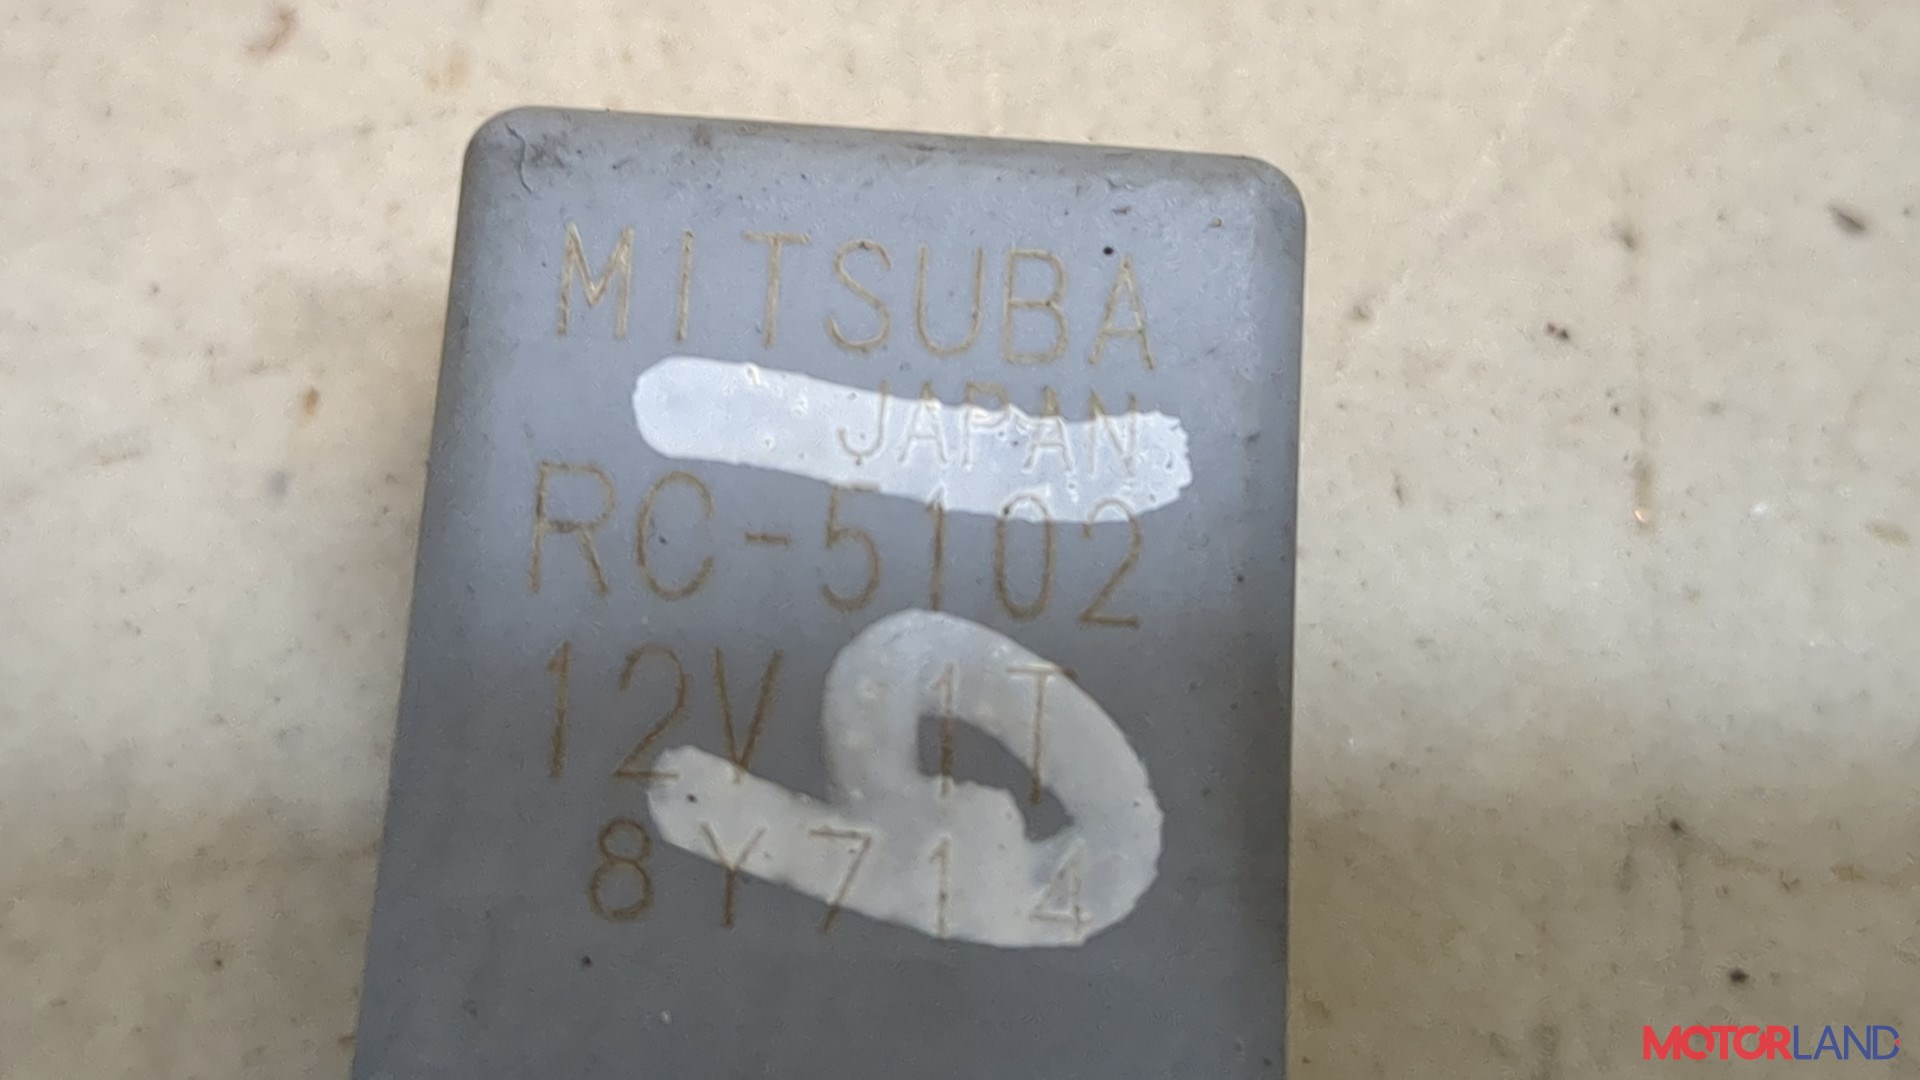 MITSUBA
JAPAN
RC-5102
12V 1T
8Y714
MOTORLAND